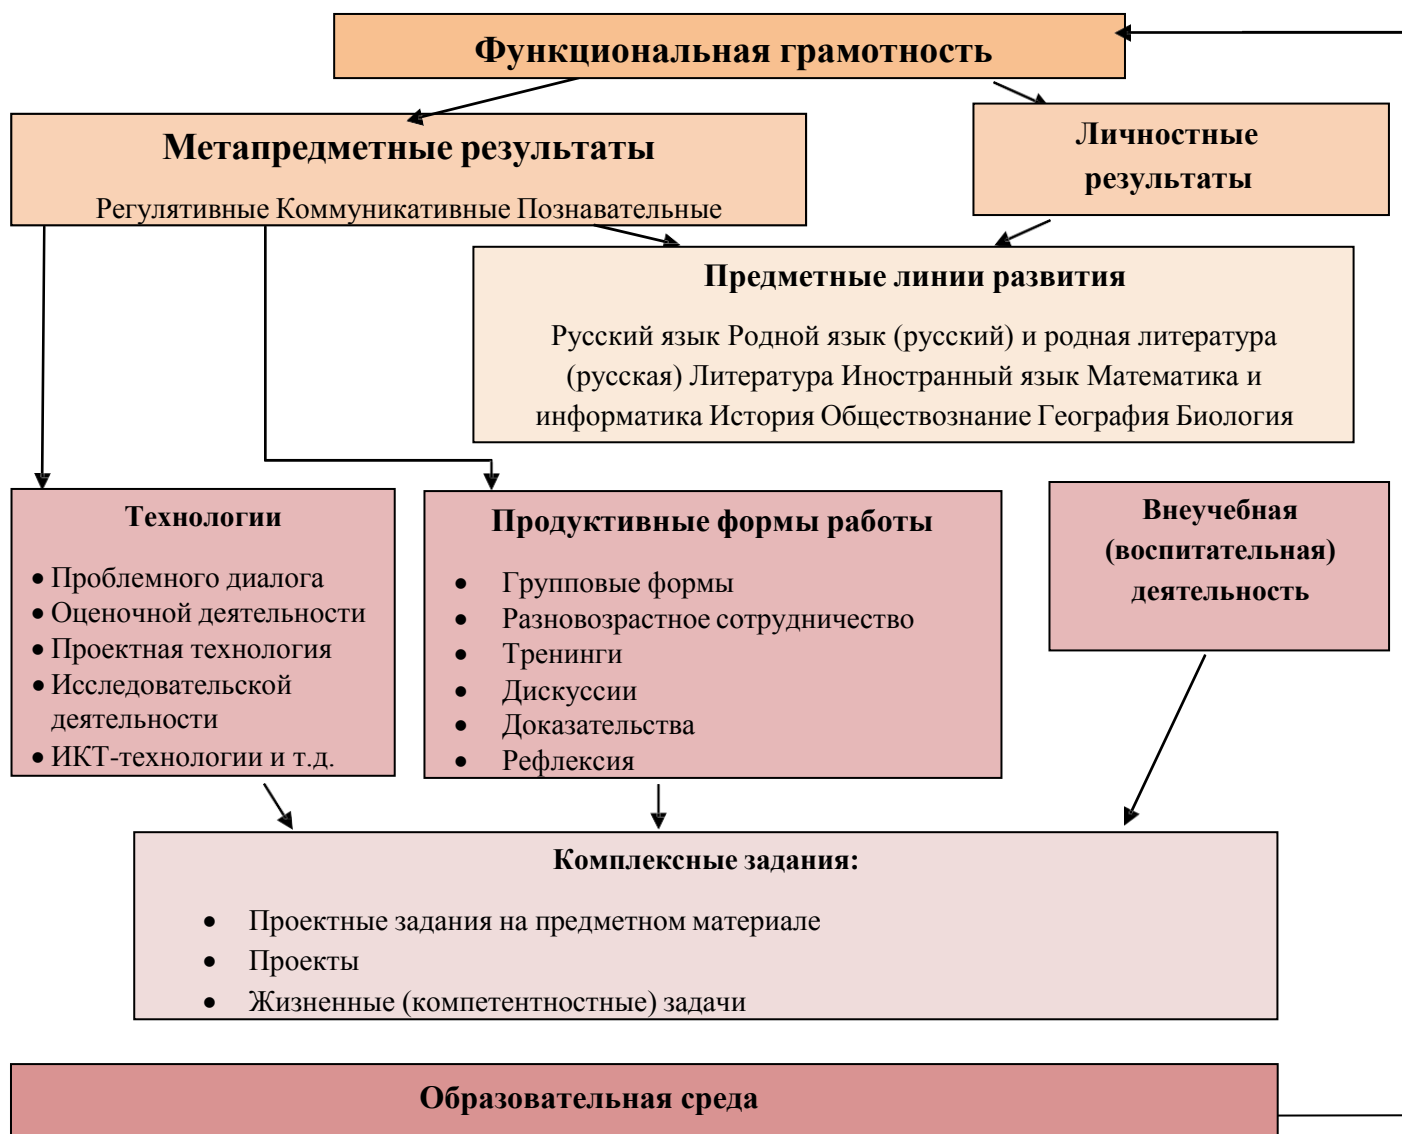 Функциональная грамотность
Метапредметные результаты
Регулятивные Коммуникативные Познавательные
Личностные
результаты
Предметные линии развития
Русский язык Родной язык (русский) и родная литература
(русская) Литература Иностранный язык Математика и
информатика История Обществознание География Биология
Технологии
• Проблемного диалога
• Оценочной деятельности
• Проектная технология
• Исследовательской
деятельности
• ИКТ-технологии и т.д.
Продуктивные формы работы
• Групповые формы
• Разновозрастное сотрудничество
• Тренинги
• Дискуссии
• Доказательства
• Рефлексия
Внеучебная
(воспитательная)
деятельность
Комплексные задания:
• Проектные задания на предметном материале
• Проекты
• Жизненные (компетентностные) задачи
Образовательная среда